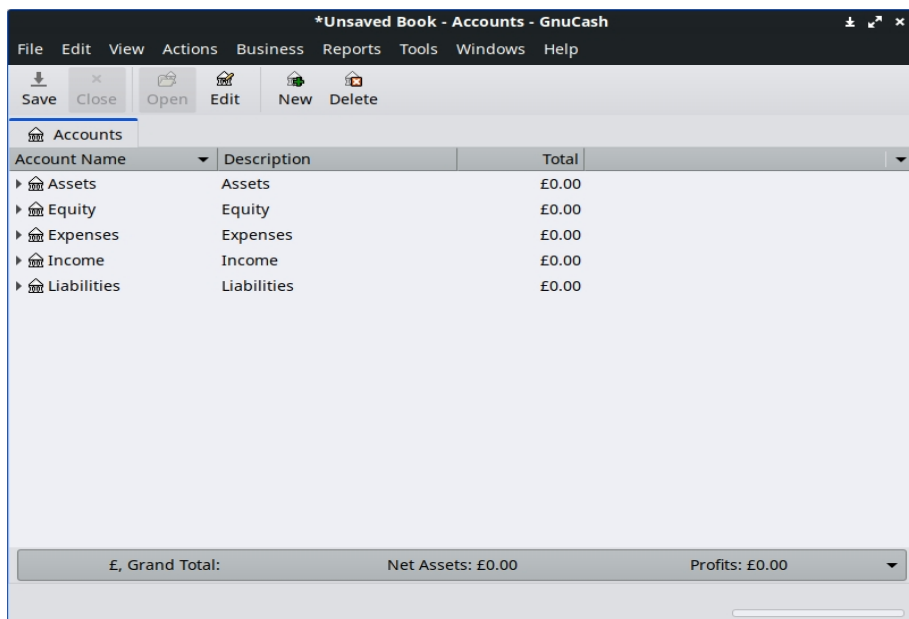 *Unsaved Book - Accounts - GnuCash
File Edit View Actions Business Reports Tools Windows Help
Save Close Open Edit New Delete
Accounts
Account Name Description Total
Assets Assets £0.00
Equity Equity £0.00
Expenses Expenses £0.00
Income Income £0.00
Liabilities Liabilities £0.00
£, Grand Total: Net Assets: £0.00 Profits: £0.00